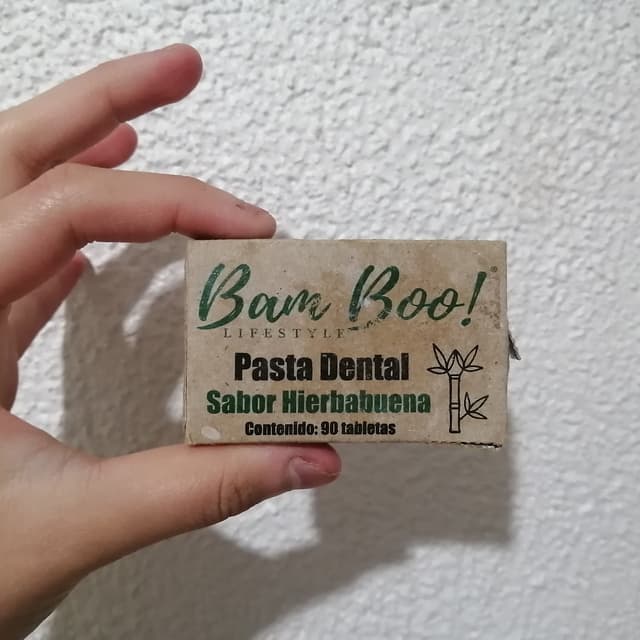 Bam Boo!
LIFESTYLE
Pasta Dental
Sabor Hierbabuena
Contenido: 90 tabletas